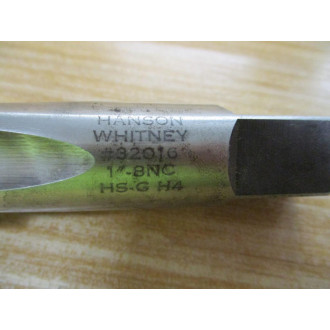 HANSON
WHITNEY
#32016
1"-8NC
HS-G H4